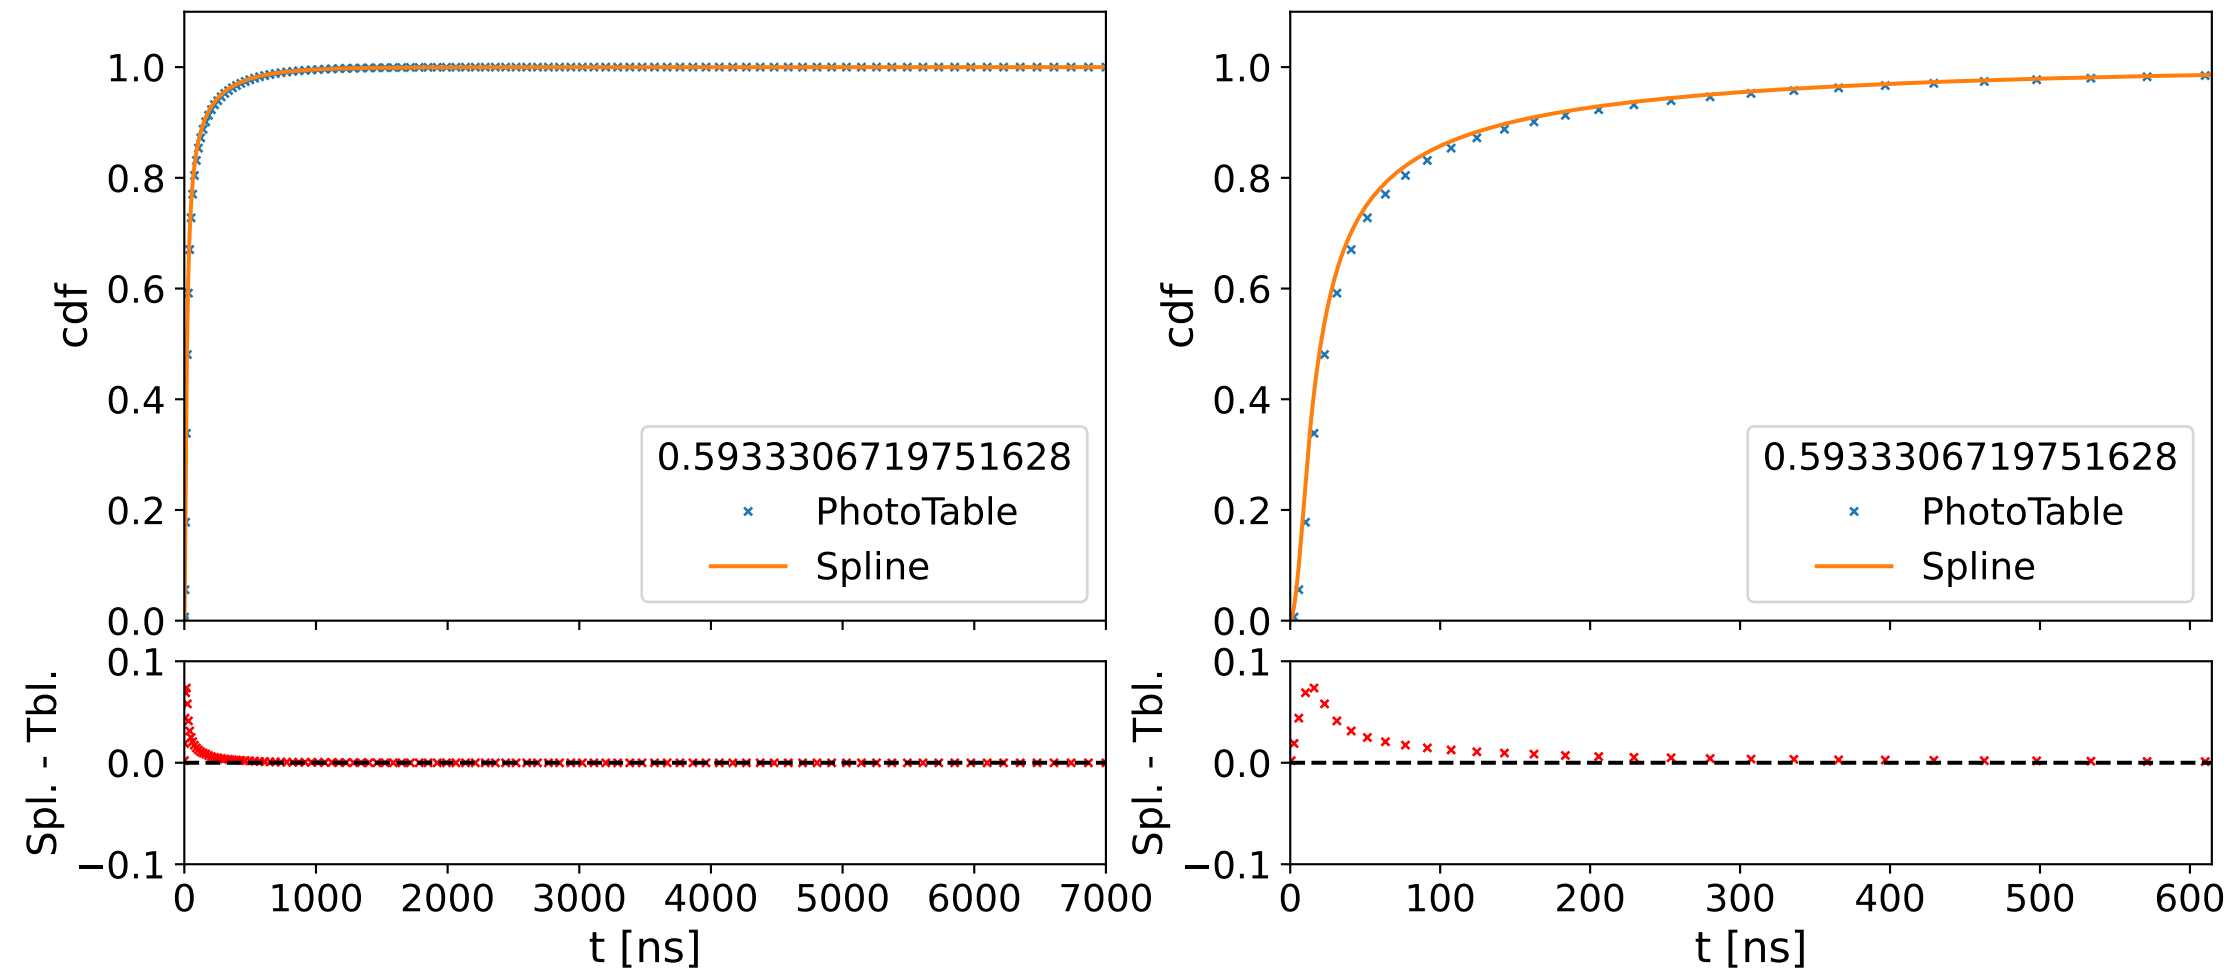 1.0
0.8
0.6
0.4
0.2
0.0
cdf
0.5933306719751628
PhotoTable
Spline
0.1
0.0
−0.1
Spl. - Tbl.
0 1000 2000 3000 4000 5000 6000 7000
t [ns]
1.0
0.8
0.6
0.4
0.2
0.0
cdf
0.5933306719751628
PhotoTable
Spline
0.1
0.0
−0.1
Spl. - Tbl.
0 100 200 300 400 500 600
t [ns]